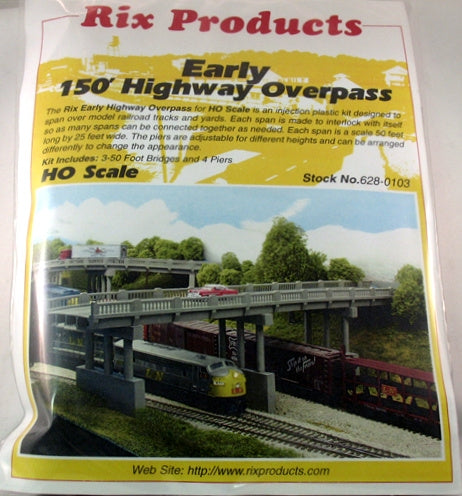 Rix Products
Early
150' Highway Overpass
The Rix Early Highway Overpass for HO Scale is an injection plastic kit designed to
span over model railroad tracks and yards. Each span is made to interlock with itself
so as many spans can be connected together as needed. Each span is a scale 50 feet
long by 25 feet wide. The piers are adjustable for different heights and can be arranged
differently to change the appearance.
Kit Includes: 3-50 Foot Bridges and 4 Piers
HO Scale
Stock No.628-0103
L N
Web Site: http://www.rixproducts.com